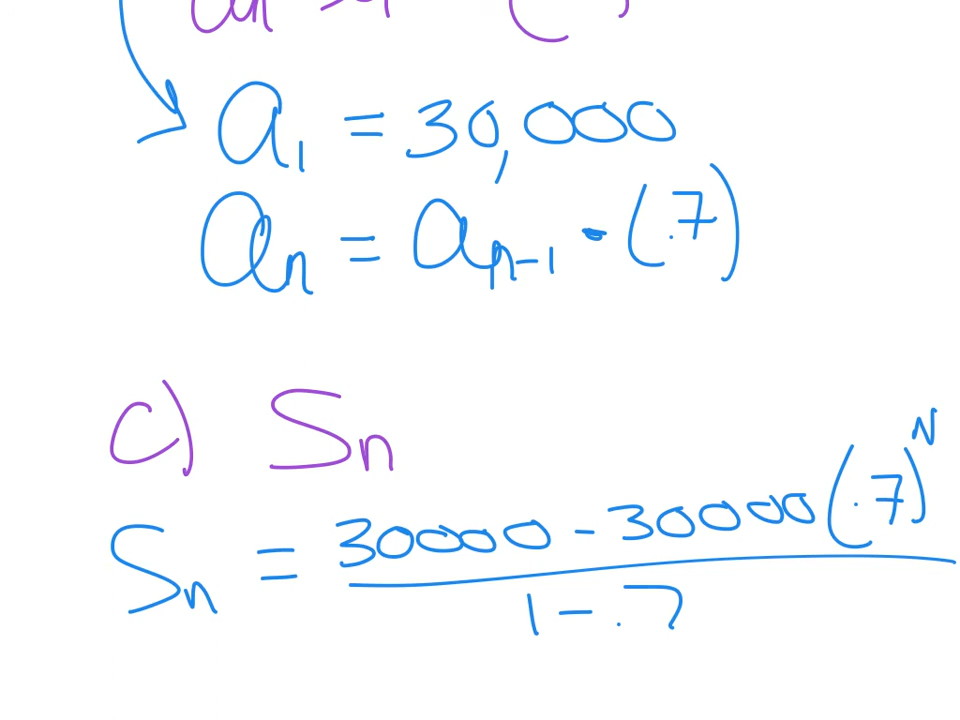 a₁ = 30,000
aₙ = aₙ₋₁ · (.7)
c) Sₙ
Sₙ = (30000 - 30000(.7)ᴺ) / (1 - .7)